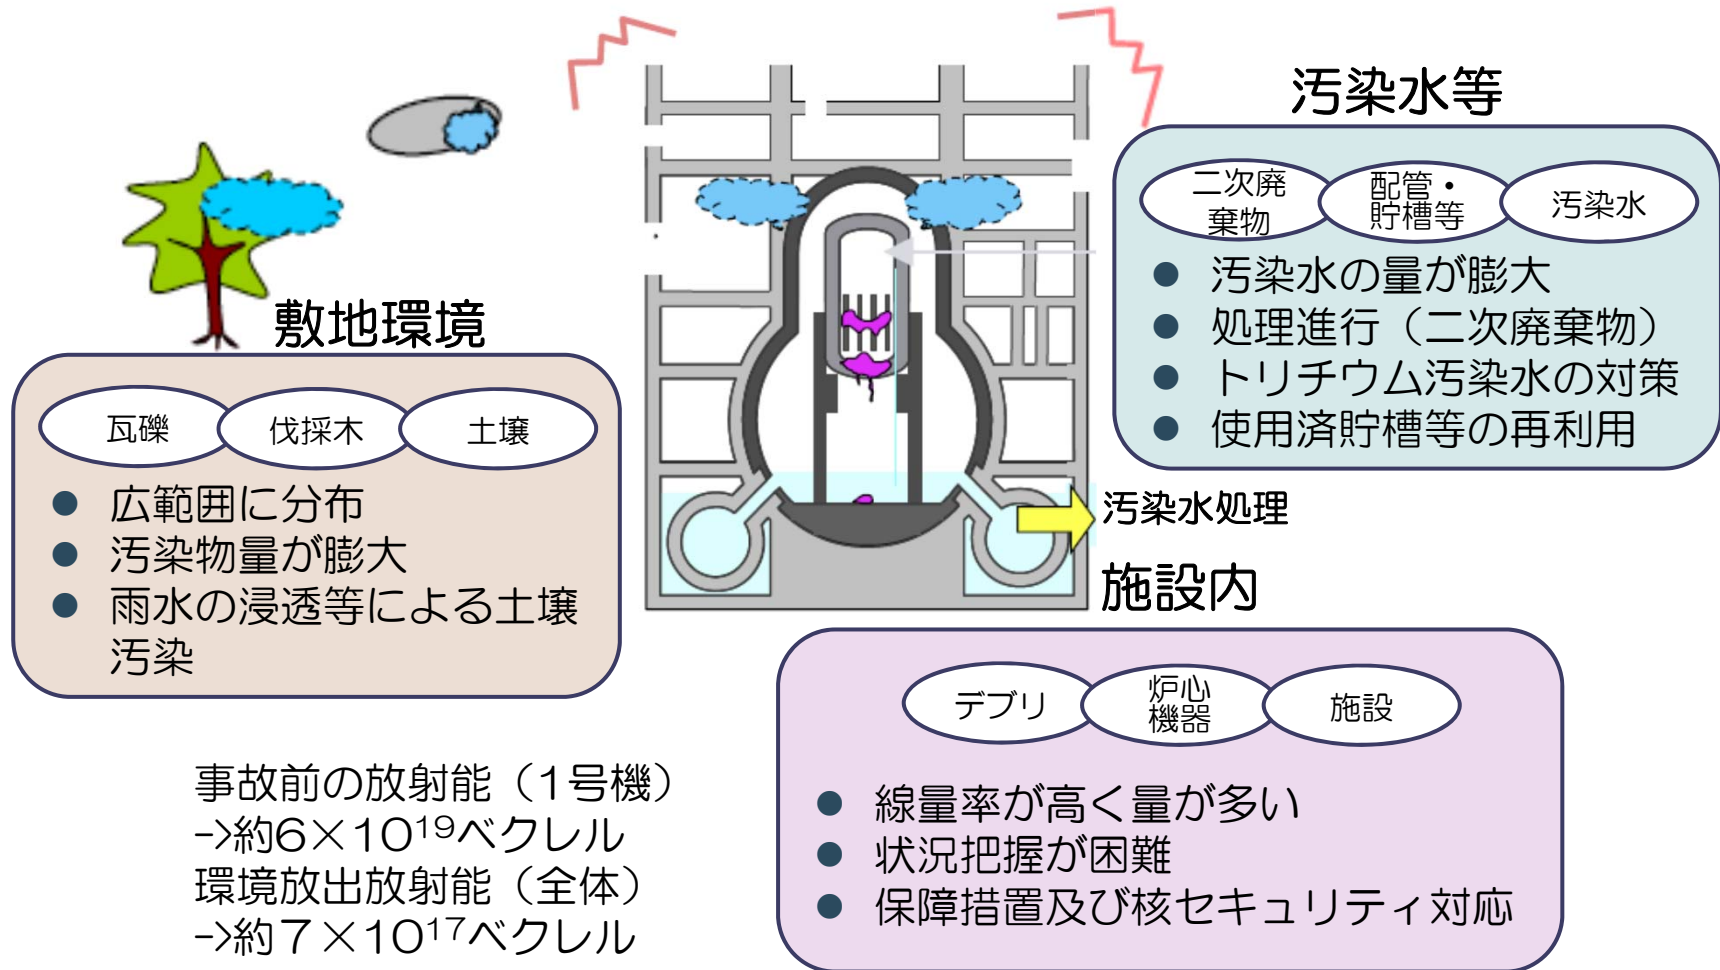 汚染水等
二次廃
棄物
配管・
貯槽等
汚染水
● 汚染水の量が膨大
● 処理進行（二次廃棄物）
● トリチウム汚染水の対策
● 使用済貯槽等の再利用
敷地環境
瓦礫
伐採木
土壌
● 広範囲に分布
● 汚染物量が膨大
● 雨水の浸透等による土壌
汚染
汚染水処理
施設内
デブリ
炉心
機器
施設
● 線量率が高く量が多い
● 状況把握が困難
● 保障措置及び核セキュリティ対応
事故前の放射能（1号機）
->約6×10¹⁹ベクレル
環境放出放射能（全体）
->約７×10¹⁷ベクレル